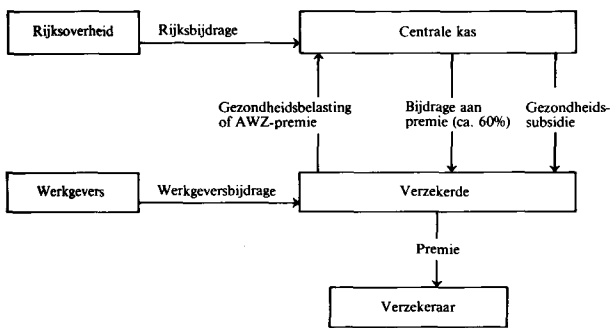 Rijksoverheid
Rijksbijdrage
Centrale kas
Gezondheidsbelasting
of AWZ-premie
Bijdrage aan
premie (ca. 60%)
Gezondheids-
subsidie
Werkgevers
Werkgeversbijdrage
Verzekerde
Premie
Verzekeraar